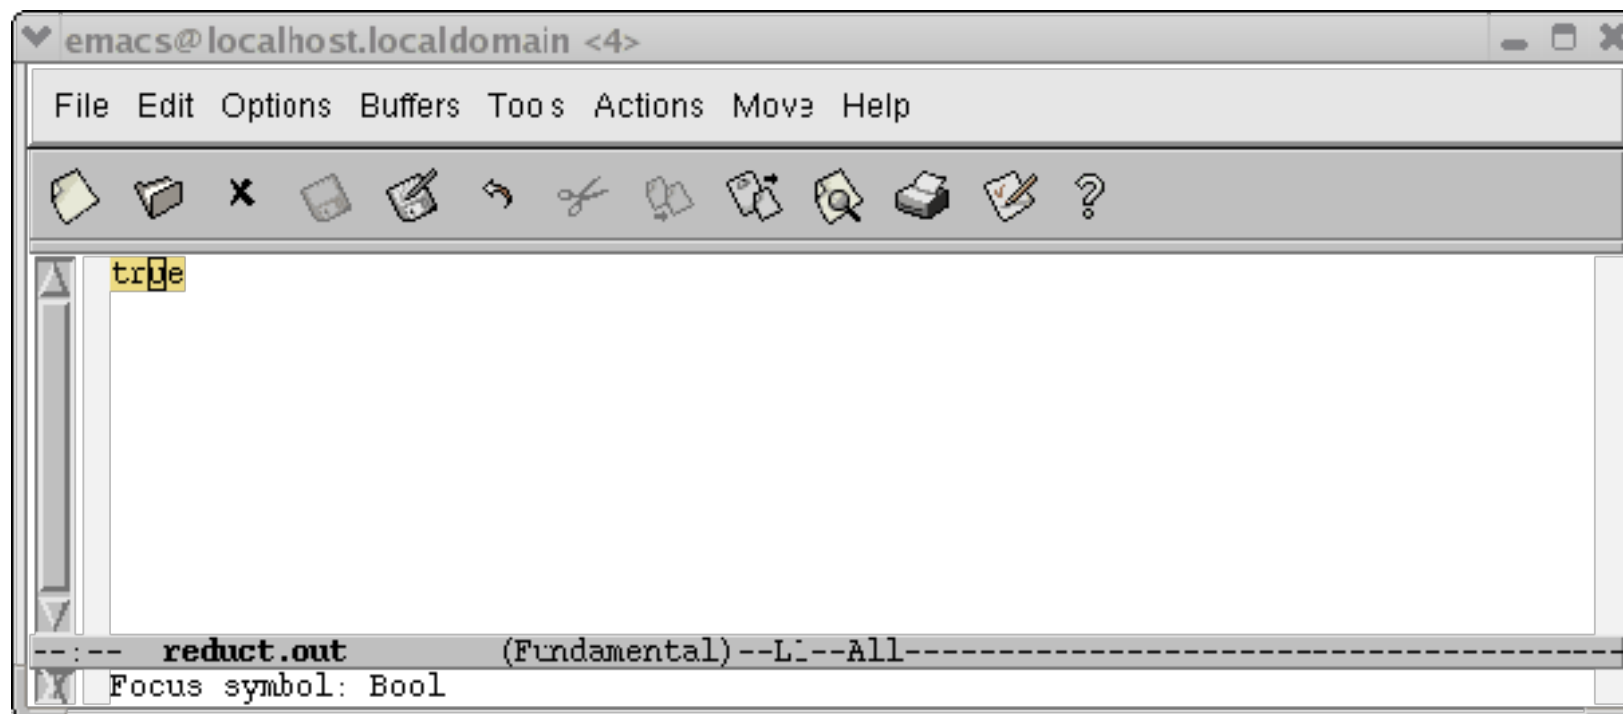 emacs@localhost.localdomain <4>
File Edit Options Buffers Tools Actions Move Help
true
--:-- reduct.out (Fundamental)--L1--All--------------------------------------
Focus symbol: Bool